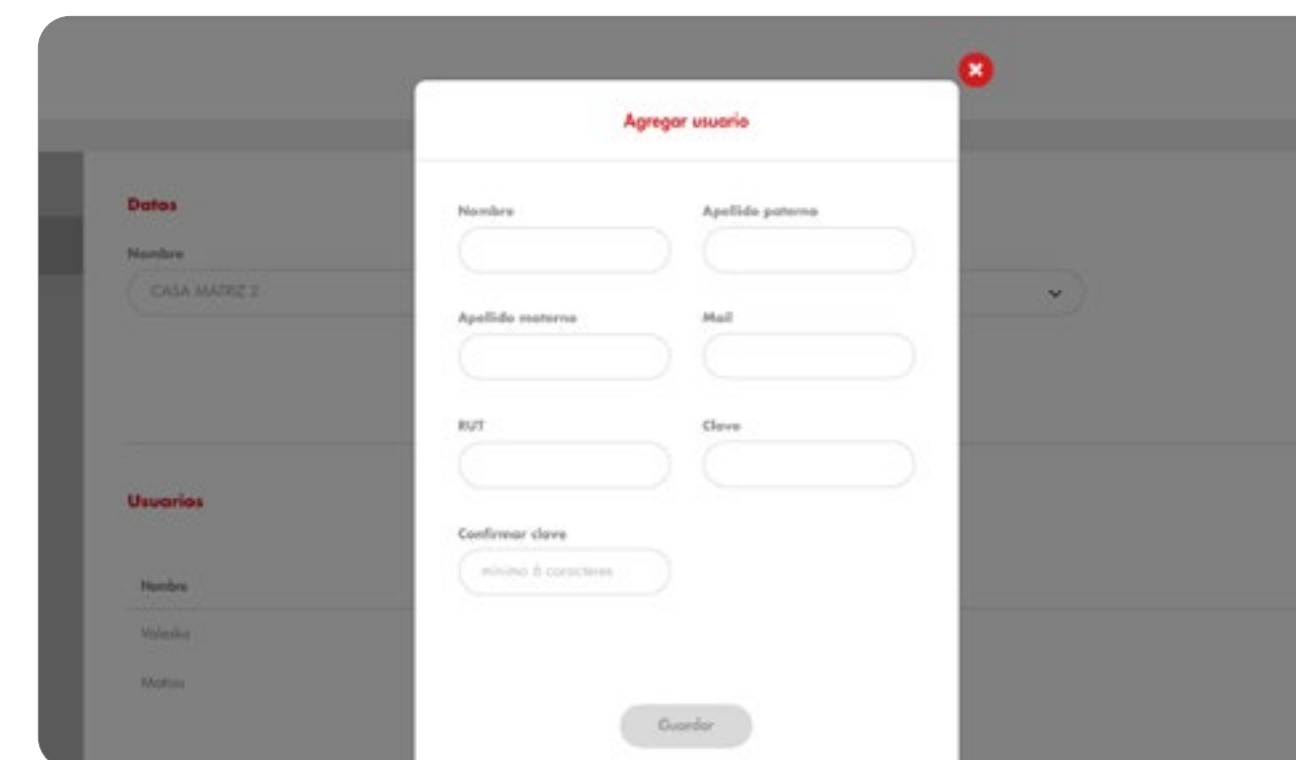 Agregar usuario
Datos
Nombre
CASA MATRIZ 2
Nombre
Apellido paterno
Apellido materno
Mail
RUT
Clave
Confirmar clave
mínimo 6 caracteres
Guardar
Usuarios
Nombre
Valeska